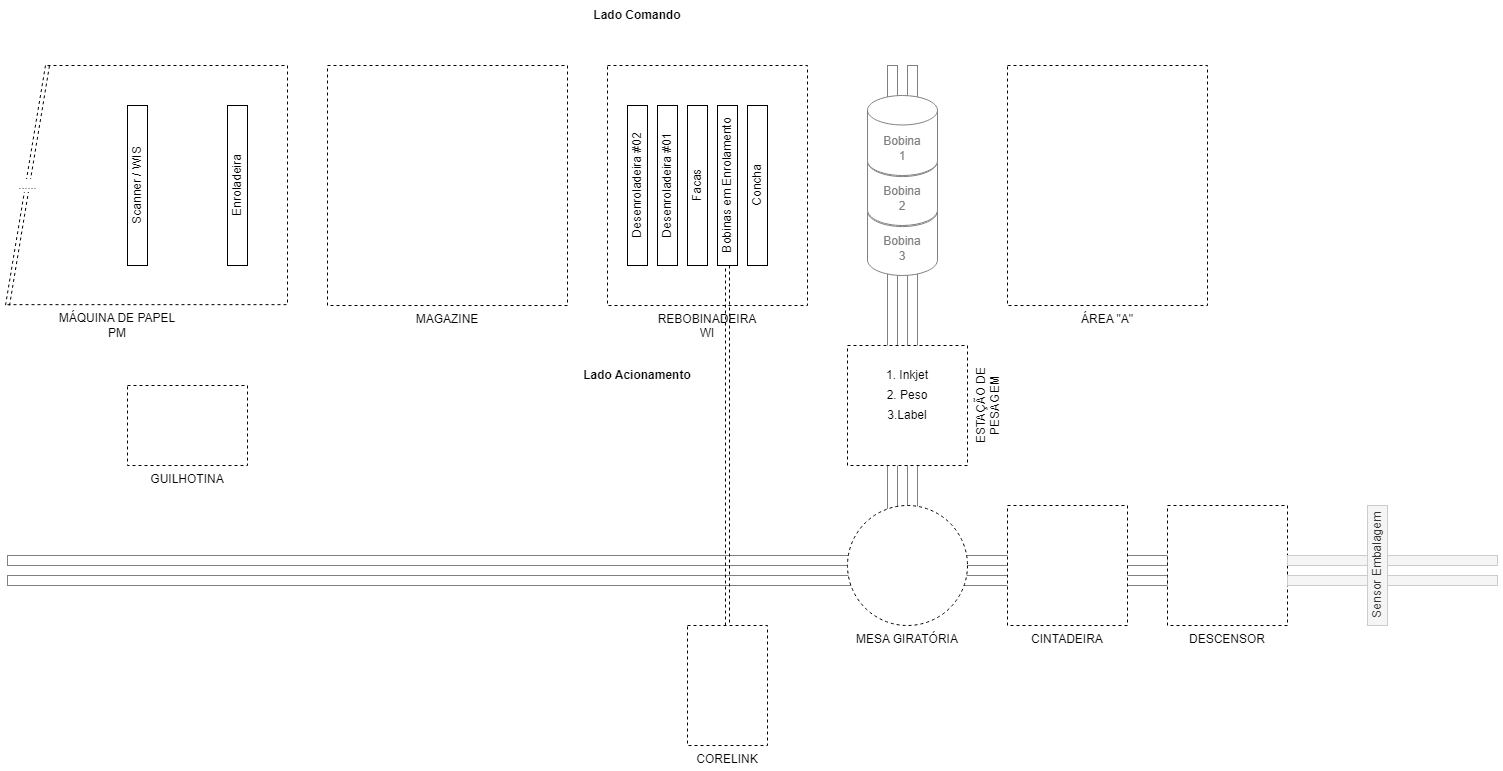 Lado Comando
Scanner / WIS
Enroladeira
Desenroladeira #02
Desenroladeira #01
Facas
Bobinas em Enrolamento
Concha
Bobina
1
Bobina
2
Bobina
3
MÁQUINA DE PAPEL
PM
MAGAZINE
REBOBINADEIRA
WI
ÁREA "A"
Lado Acionamento
1. Inkjet
2. Peso
3.Label
ESTAÇÃO DE
PESAGEM
GUILHOTINA
Sensor Embalagem
MESA GIRATÓRIA
CINTADEIRA
DESCENSOR
CORELINK